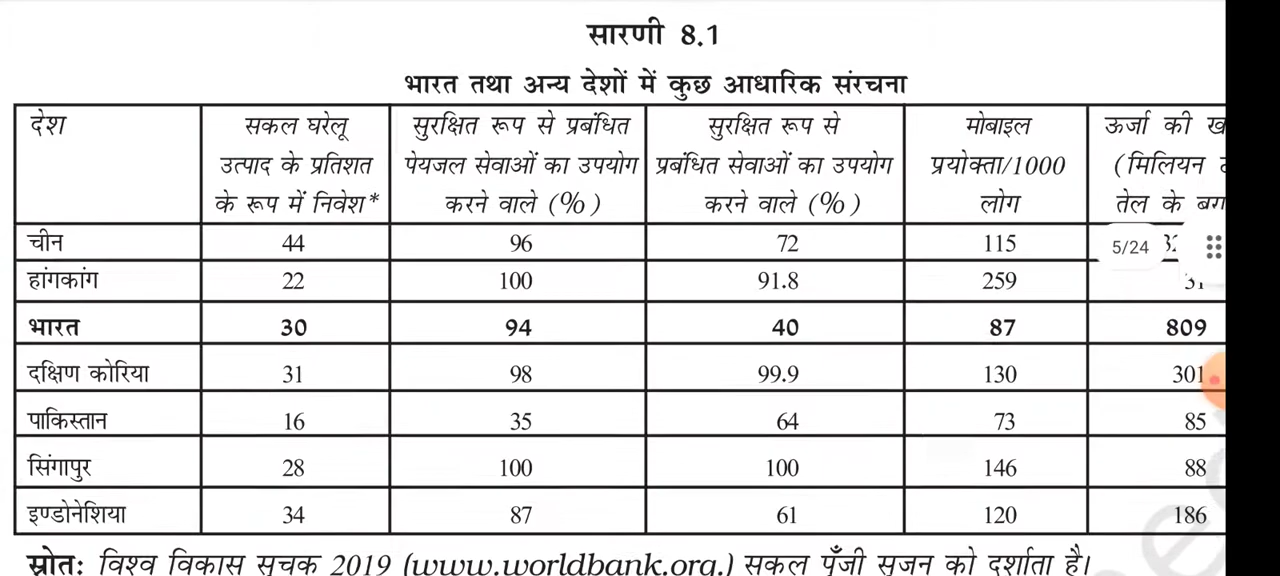 सारणी 8.1
भारत तथा अन्य देशों में कुछ आधारिक संरचना
देश सकल घरेलू उत्पाद के प्रतिशत के रूप में निवेश* सुरक्षित रूप से प्रबंधित पेयजल सेवाओं का उपयोग करने वाले (%) सुरक्षित रूप से प्रबंधित सेवाओं का उपयोग करने वाले (%) मोबाइल प्रयोक्ता/1000 लोग ऊर्जा की (मिलियन तेल के
चीन 44 96 72 115
5/24
हांगकांग 22 100 91.8 259
भारत 30 94 40 87 809
दक्षिण कोरिया 31 98 99.9 130 301
पाकिस्तान 16 35 64 73 85
सिंगापुर 28 100 100 146 88
इण्डोनेशिया 34 87 61 120 186
स्रोतः विश्व विकास सूचक 2019 (www.worldbank.org.) सकल पूँजी सृजन को दर्शाता है।